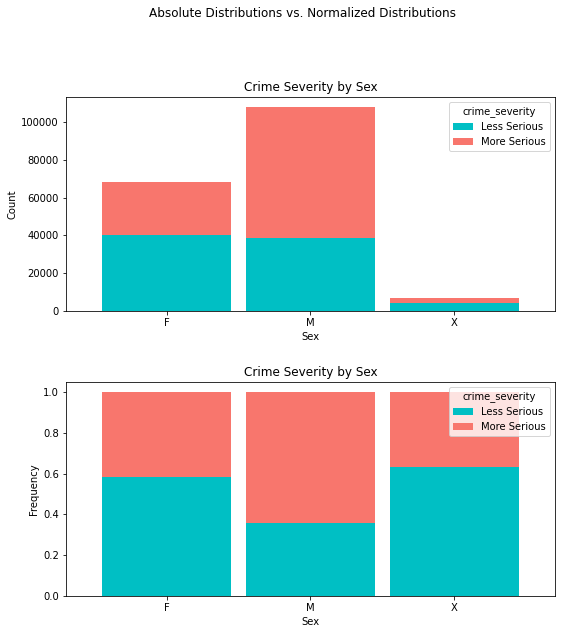 Absolute Distributions vs. Normalized Distributions
Crime Severity by Sex
crime_severity
Less Serious
More Serious
100000
80000
60000
40000
20000
0
Count
F M X
Sex
Crime Severity by Sex
crime_severity
Less Serious
More Serious
1.0
0.8
0.6
0.4
0.2
0.0
Frequency
F M X
Sex